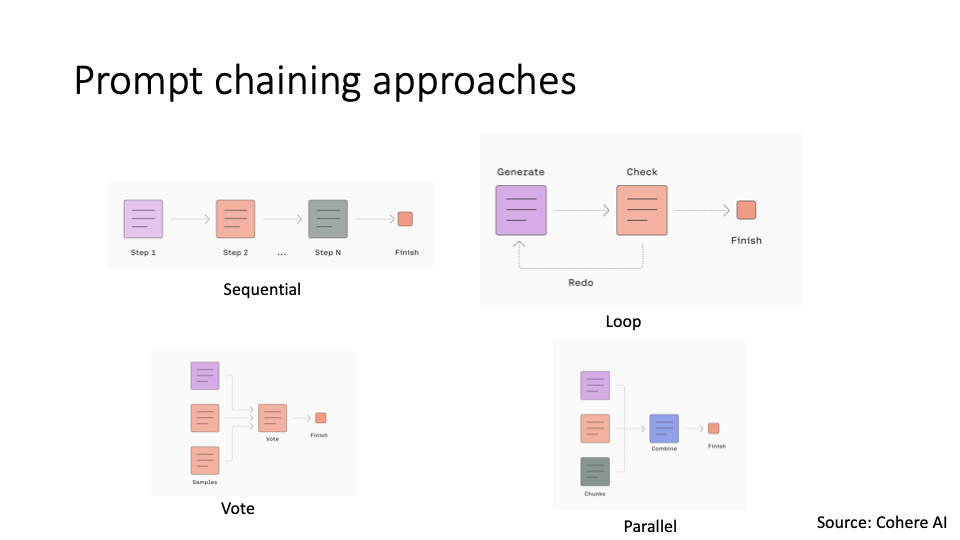 Prompt chaining approaches
Step 1
Step 2
...
Step N
Finish
Sequential
Generate
Check
Finish
Redo
Loop
Samples
Vote
Finish
Vote
Chunks
Combine
Finish
Parallel
Source: Cohere AI